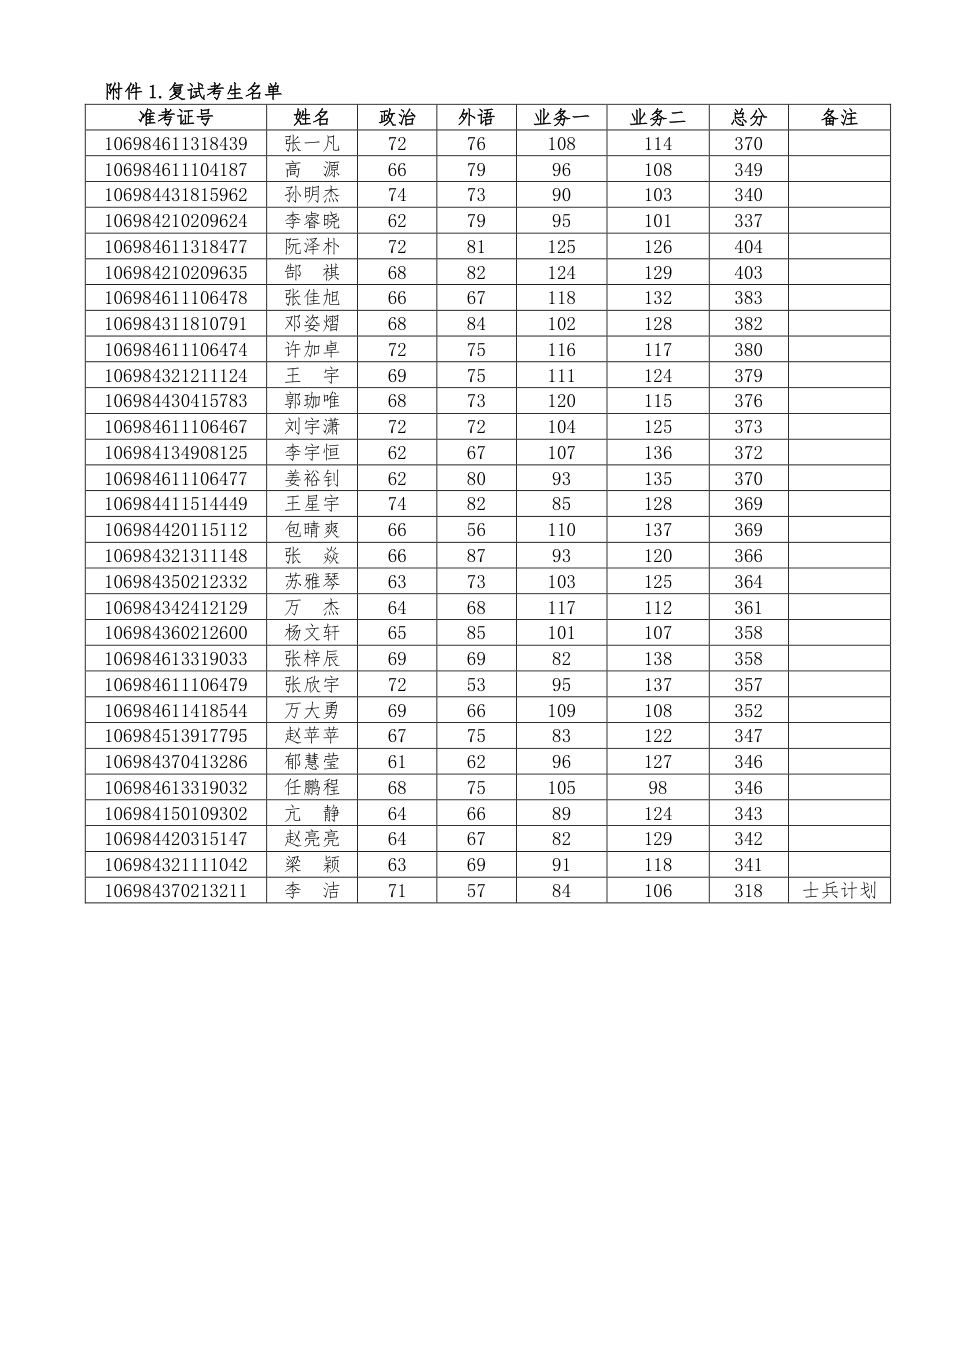 附件1.复试考生名单
准考证号 姓名 政治 外语 业务一 业务二 总分 备注
106984611318439 张一凡 72 76 108 114 370
106984611104187 高 源 66 79 96 108 349
106984431815962 孙明杰 74 73 90 103 340
106984210209624 李睿晓 62 79 95 101 337
106984611318477 阮泽朴 72 81 125 126 404
106984210209635 郜 祺 68 82 124 129 403
106984611106478 张佳旭 66 67 118 132 383
106984311810791 邓姿熠 68 84 102 128 382
106984611106474 许加卓 72 75 116 117 380
106984321211124 王 宇 69 75 111 124 379
106984430415783 郭珈唯 68 73 120 115 376
106984611106467 刘宇潇 72 72 104 125 373
106984134908125 李宇恒 62 67 107 136 372
106984611106477 姜裕钊 62 80 93 135 370
106984411514449 王星宇 74 82 85 128 369
106984420115112 包晴爽 66 56 110 137 369
106984321311148 张 焱 66 87 93 120 366
106984350212332 苏雅琴 63 73 103 125 364
106984342412129 万 杰 64 68 117 112 361
106984360212600 杨文轩 65 85 101 107 358
106984613319033 张梓辰 69 69 82 138 358
106984611106479 张欣宇 72 53 95 137 357
106984611418544 万大勇 69 66 109 108 352
106984513917795 赵苹苹 67 75 83 122 347
106984370413286 郁慧莹 61 62 96 127 346
106984613319032 任鹏程 68 75 105 98 346
106984150109302 亢 静 64 66 89 124 343
106984420315147 赵亮亮 64 67 82 129 342
106984321111042 梁 颖 63 69 91 118 341
106984370213211 李 洁 71 57 84 106 318 士兵计划